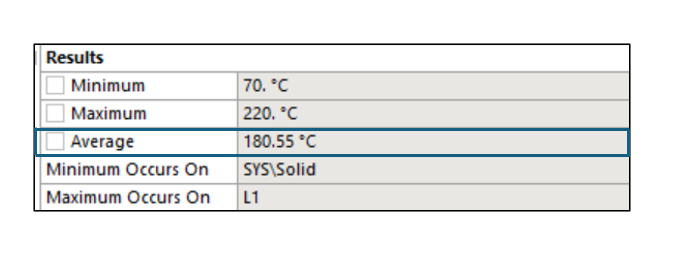 Results
Minimum 70. °C
Maximum 220. °C
Average 180.55 °C
Minimum Occurs On SYS\Solid
Maximum Occurs On L1